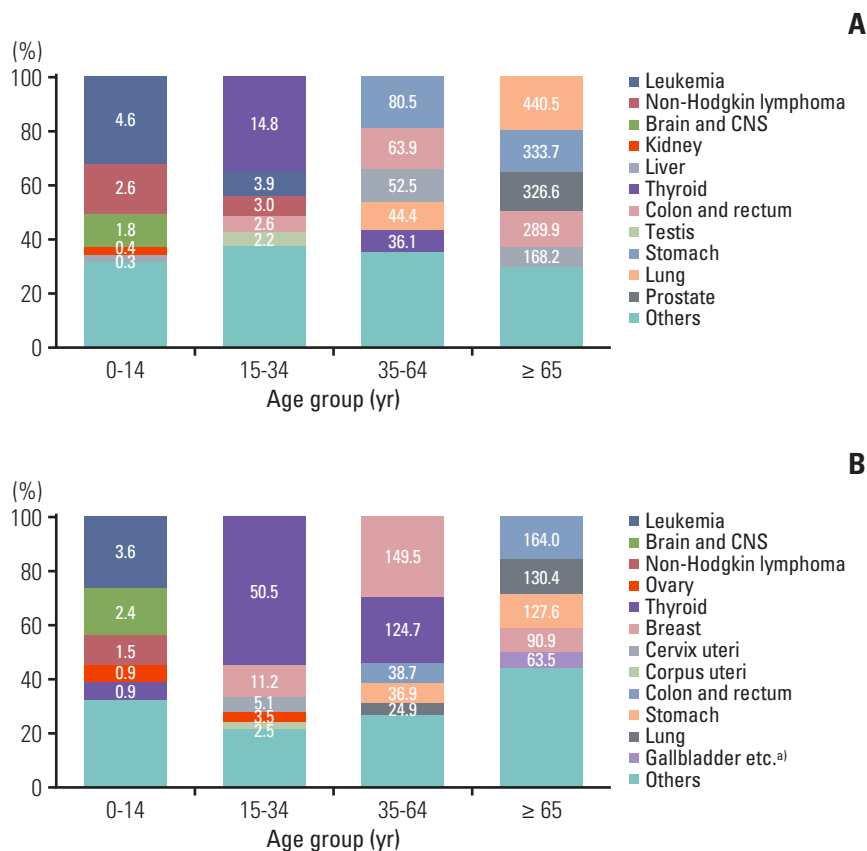 A
(%)
100
80
60
40
20
0
4.6
2.6
1.8
0.4
0.3
14.8
3.9
3.0
2.6
2.2
80.5
63.9
52.5
44.4
36.1
440.5
333.7
326.6
289.9
168.2
0-14
15-34
35-64
≥ 65
Age group (yr)
Leukemia
Non-Hodgkin lymphoma
Brain and CNS
Kidney
Liver
Thyroid
Colon and rectum
Testis
Stomach
Lung
Prostate
Others
B
(%)
100
80
60
40
20
0
3.6
2.4
1.5
0.9
0.9
50.5
11.2
5.1
3.5
2.5
149.5
124.7
38.7
36.9
24.9
164.0
130.4
127.6
90.9
63.5
0-14
15-34
35-64
≥ 65
Age group (yr)
Leukemia
Brain and CNS
Non-Hodgkin lymphoma
Ovary
Thyroid
Breast
Cervix uteri
Corpus uteri
Colon and rectum
Stomach
Lung
Gallbladder etc.a)
Others